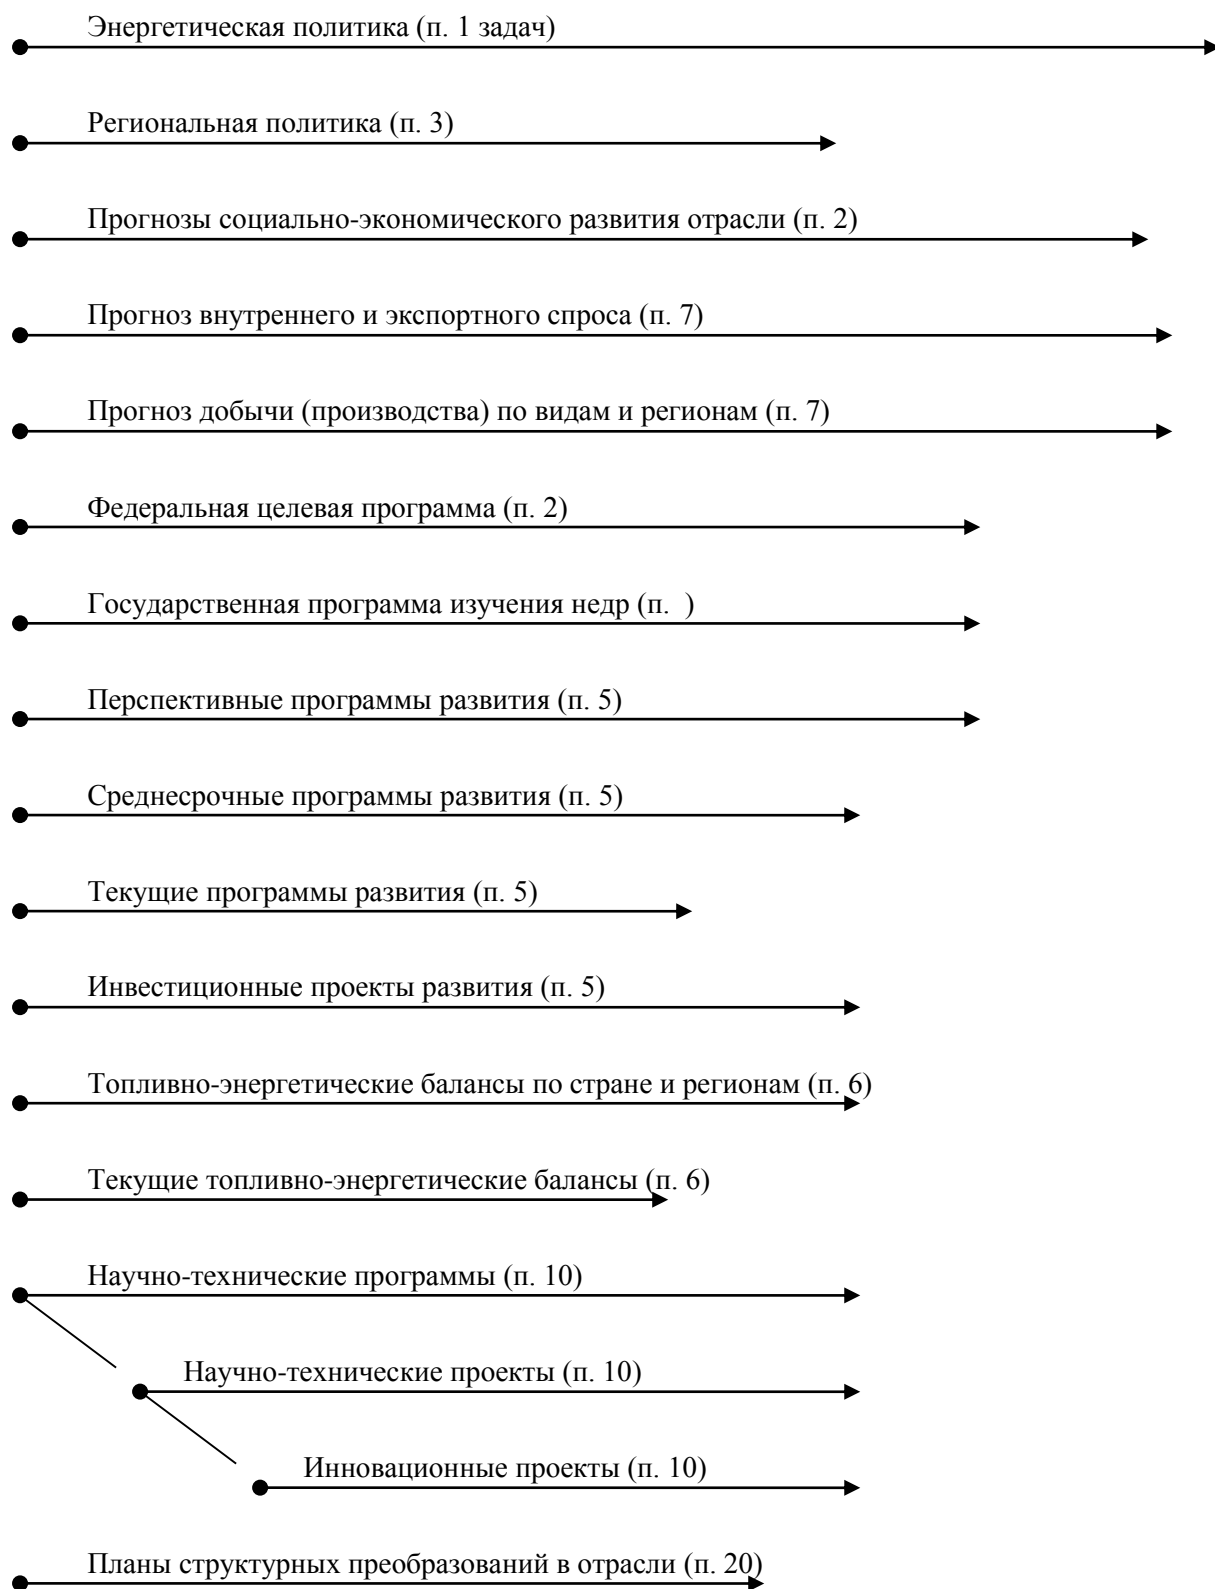 Энергетическая политика (п. 1 задач)
Региональная политика (п. 3)
Прогнозы социально-экономического развития отрасли (п. 2)
Прогноз внутреннего и экспортного спроса (п. 7)
Прогноз добычи (производства) по видам и регионам (п. 7)
Федеральная целевая программа (п. 2)
Государственная программа изучения недр (п.  )
Перспективные программы развития (п. 5)
Среднесрочные программы развития (п. 5)
Текущие программы развития (п. 5)
Инвестиционные проекты развития (п. 5)
Топливно-энергетические балансы по стране и регионам (п. 6)
Текущие топливно-энергетические балансы (п. 6)
Научно-технические программы (п. 10)
Научно-технические проекты (п. 10)
Инновационные проекты (п. 10)
Планы структурных преобразований в отрасли (п. 20)